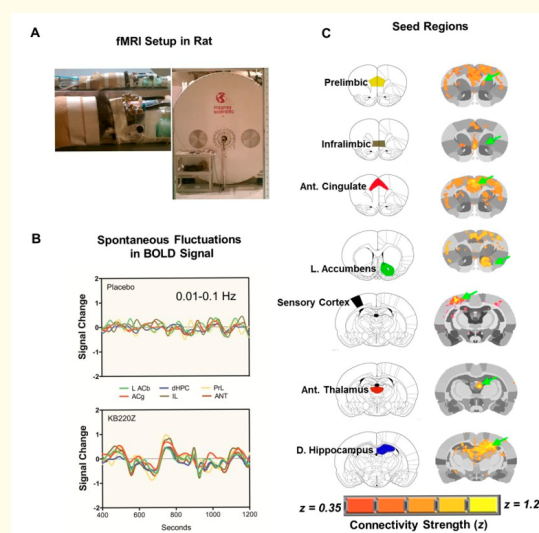 A
fMRI Setup in Rat
B
Spontaneous Fluctuations
in BOLD Signal
Placebo
0.01-0.1 Hz
Signal Change
2
1
0
-1
-2
L ACb
dHPC
PrL
ACg
IL
ANT
KB220Z
Signal Change
2
1
0
-1
-2
400
600
800
1000
1200
Seconds
C
Seed Regions
Prelimbic
Infralimbic
Ant. Cingulate
L. Accumbens
Sensory Cortex
Ant. Thalamus
D. Hippocampus
z = 0.35
z = 1.2
Connectivity Strength (z)